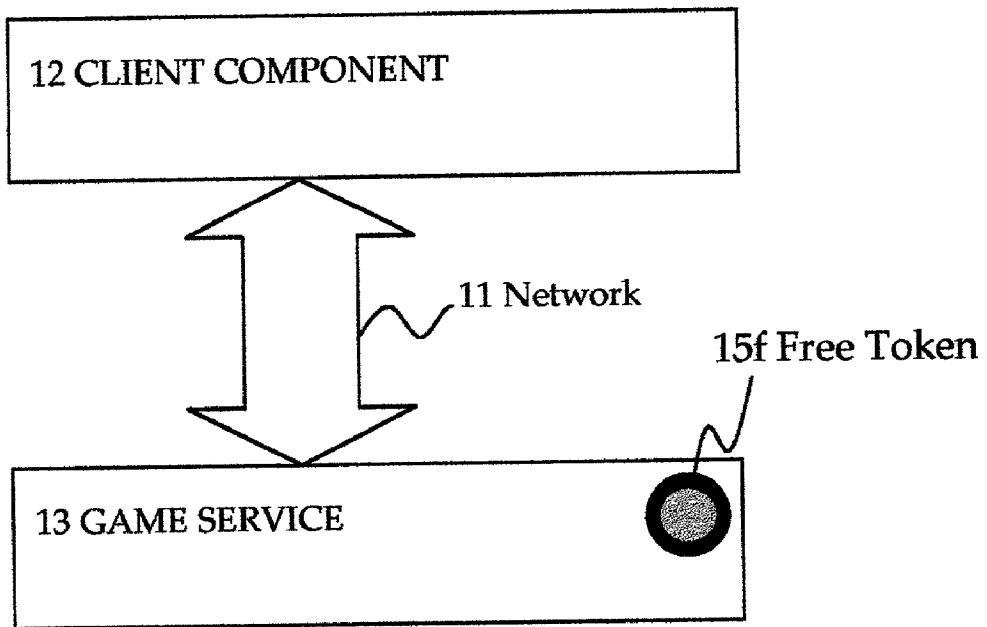 12 CLIENT COMPONENT
11 Network
15f Free Token
13 GAME SERVICE